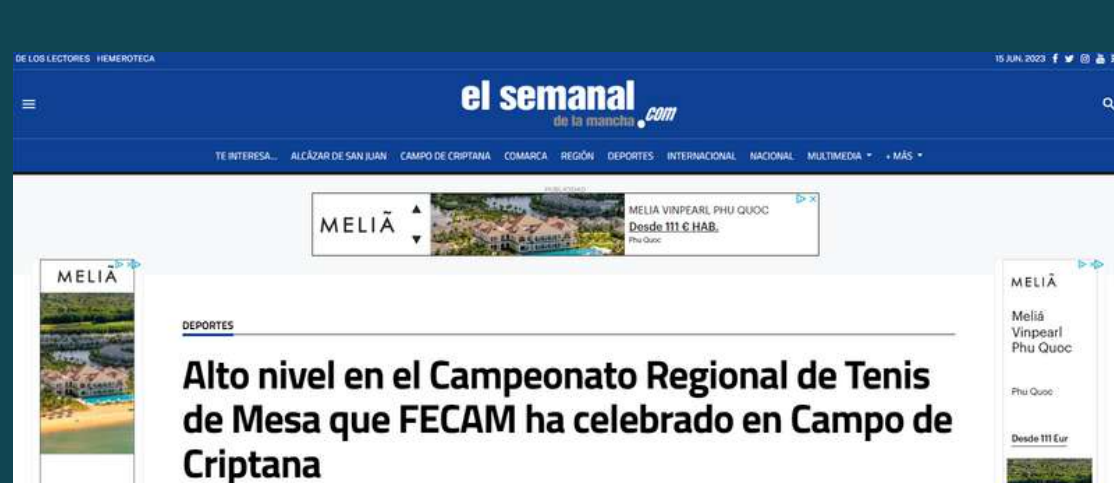 DE LOS LECTORES HEMEROTECA
15 JUN. 2023
el semanal
de la mancha .com
TE INTERESA... ALCÁZAR DE SAN JUAN CAMPO DE CRIPTANA COMARCA REGIÓN DEPORTES INTERNACIONAL NACIONAL MULTIMEDIA + MÁS
PUBLICIDAD
MELIÃ
MELIA VINPEARL PHU QUOC
Desde 111 € HAB.
Phu Quoc
MELIÃ
MELIÃ
Meliá
Vinpearl
Phu Quoc
Phu Quoc
Desde 111 Eur
DEPORTES
Alto nivel en el Campeonato Regional de Tenis
de Mesa que FECAM ha celebrado en Campo de
Criptana